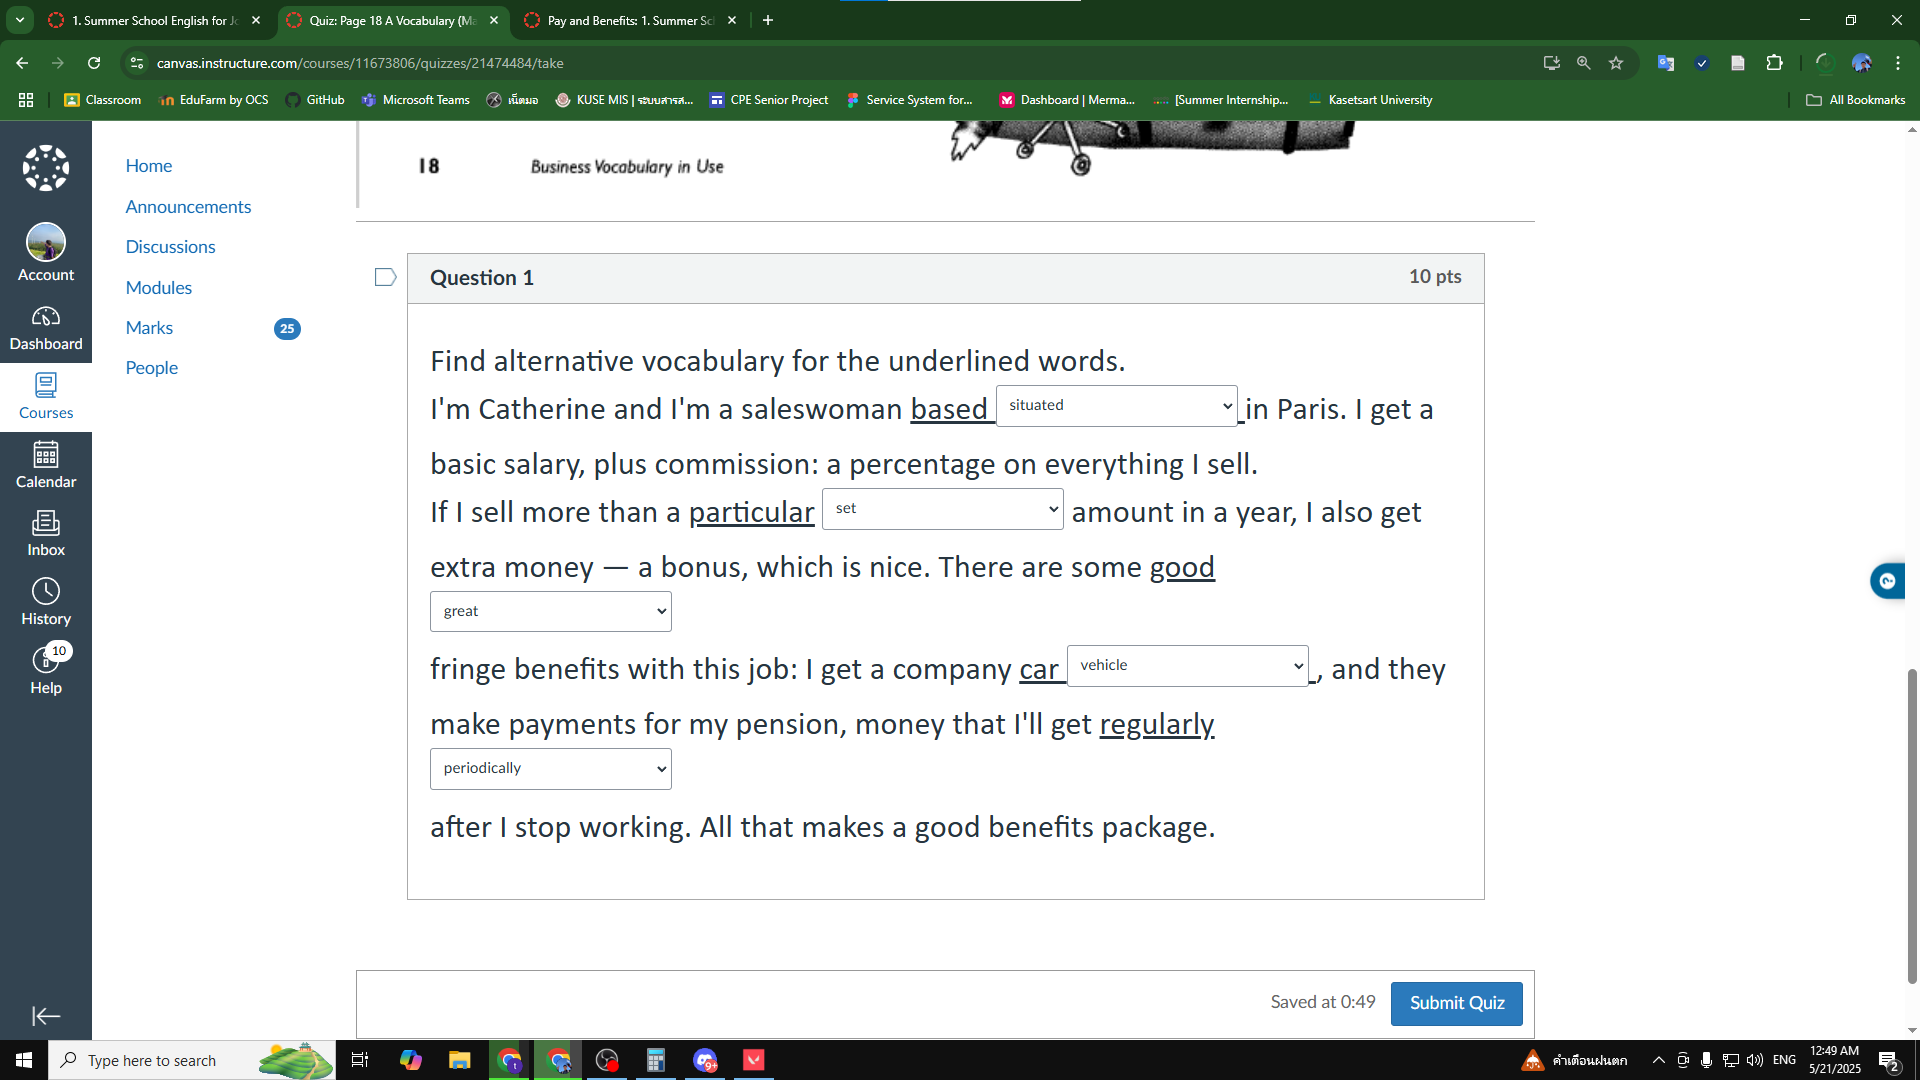 1. Summer School English for Jo
Quiz: Page 18 A Vocabulary (Ma
Pay and Benefits: 1. Summer Sc
canvas.instructure.com/courses/11673806/quizzes/21474484/take
Classroom
EduFarm by OCS
GitHub
Microsoft Teams
เน็ตมอ
KUSE MIS | ระบบสารส...
CPE Senior Project
Service System for...
Dashboard | Merma...
[Summer Internship...
Kasetsart University
All Bookmarks
Account
Dashboard
Courses
Calendar
Inbox
History
10
Help
Home
Announcements
Discussions
Modules
Marks 25
People
18 Business Vocabulary in Use
Question 1 10 pts
Find alternative vocabulary for the underlined words.
I'm Catherine and I'm a saleswoman based situated in Paris. I get a
basic salary, plus commission: a percentage on everything I sell.
If I sell more than a particular set amount in a year, I also get
extra money — a bonus, which is nice. There are some good
great
fringe benefits with this job: I get a company car vehicle , and they
make payments for my pension, money that I'll get regularly
periodically
after I stop working. All that makes a good benefits package.
Saved at 0:49 Submit Quiz
Type here to search
9+
คำเตือนฝนตก
ENG
12:49 AM
5/21/2025
2